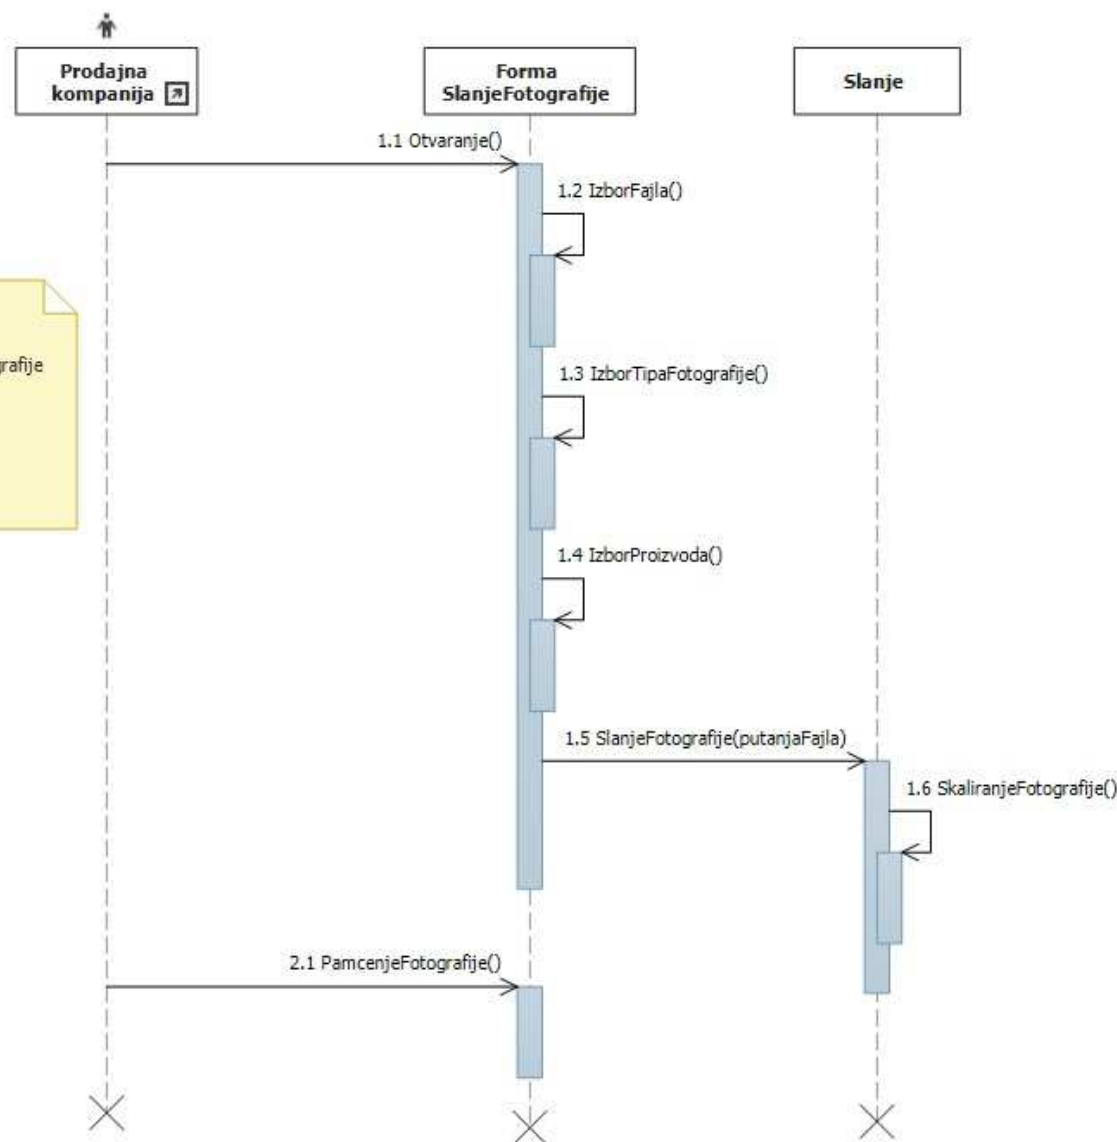 Prodajna
kompanija
Forma
SlanjeFotografije
Slanje
1.1 Otvaranje()
1.2 IzborFajla()
grafije
1.3 IzborTipaFotografije()
1.4 IzborProizvoda()
1.5 SlanjeFotografije(putanjaFajla)
1.6 SkaliranjeFotografije()
2.1 PamcenjeFotografije()